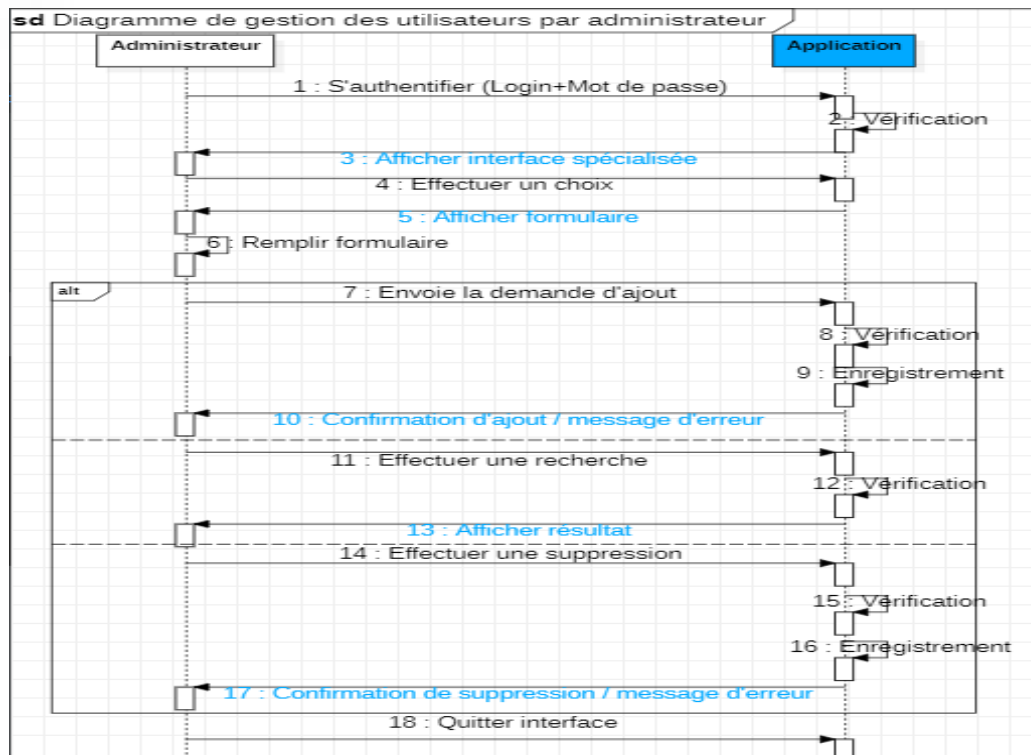 sd Diagramme de gestion des utilisateurs par administrateur
Administrateur
Application
1 : S'authentifier (Login+Mot de passe)
2 : Vérification
3 : Afficher interface spécialisée
4 : Effectuer un choix
5 : Afficher formulaire
6 : Remplir formulaire
alt
7 : Envoie la demande d'ajout
8 : Vérification
9 : Enregistrement
10 : Confirmation d'ajout / message d'erreur
11 : Effectuer une recherche
12 : Vérification
13 : Afficher résultat
14 : Effectuer une suppression
15 : Vérification
16 : Enregistrement
17 : Confirmation de suppression / message d'erreur
18 : Quitter interface